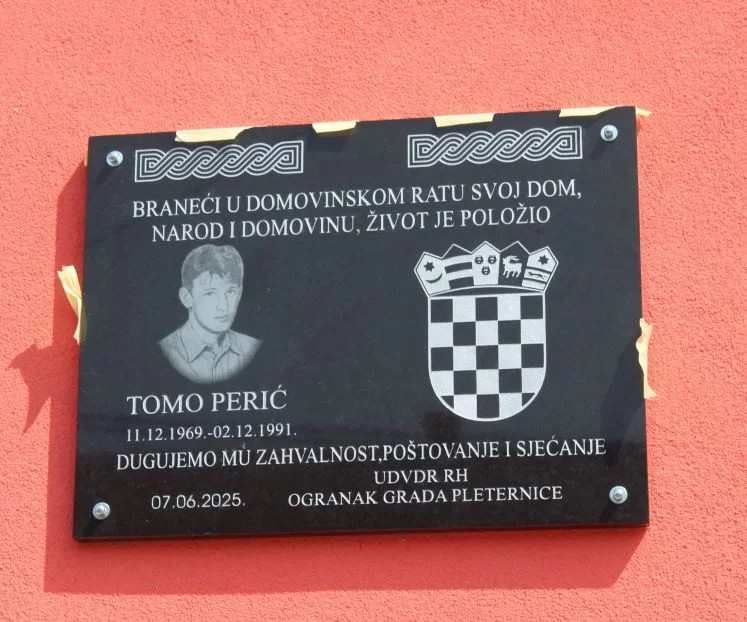 BRANEĆI U DOMOVINSKOM RATU SVOJ DOM,
NAROD I DOMOVINU, ŽIVOT JE POLOŽIO
TOMO PERIĆ
11.12.1969.-02.12.1991.
DUGUJEMO MU ZAHVALNOST,POŠTOVANJE I SJEĆANJE
UDVDR RH
07.06.2025. OGRANAK GRADA PLETERNICE